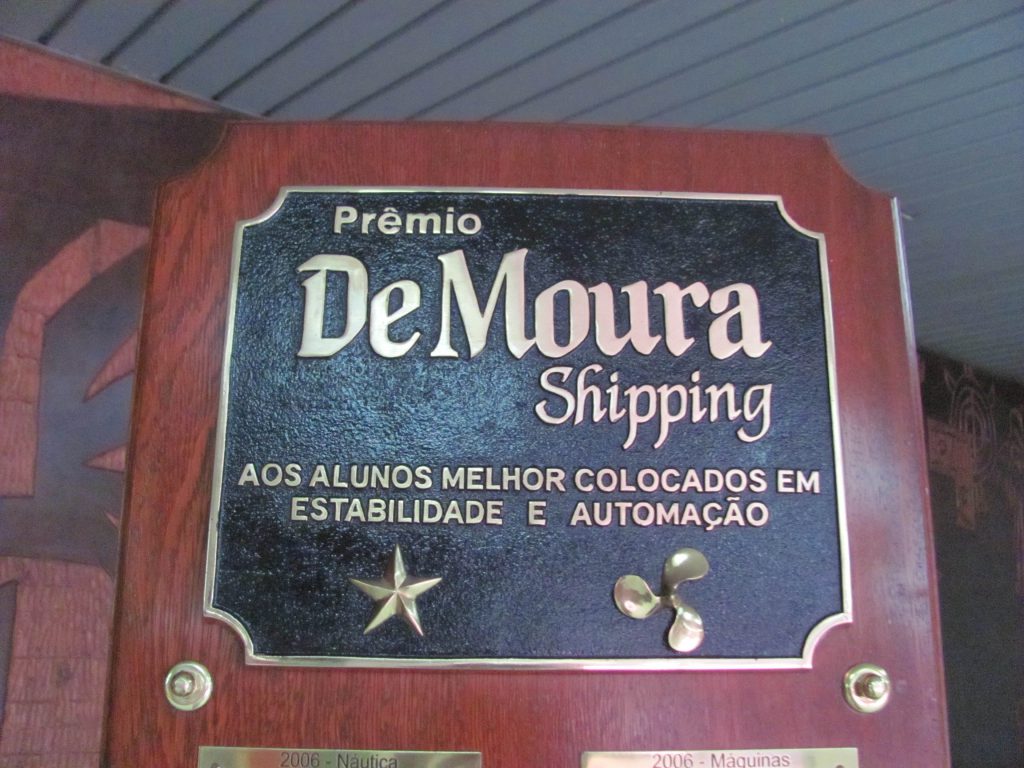 Prêmio
DeMoura
Shipping
AOS ALUNOS MELHOR COLOCADOS EM
ESTABILIDADE E AUTOMAÇÃO
2006 - Náutica
2006 - Máquinas